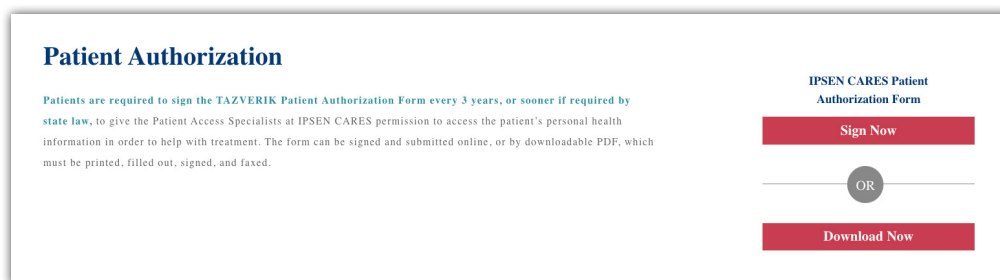 Patient Authorization
Patients are required to sign the TAZVERIK Patient Authorization Form every 3 years, or sooner if required by
state law, to give the Patient Access Specialists at IPSEN CARES permission to access the patient’s personal health
information in order to help with treatment. The form can be signed and submitted online, or by downloadable PDF, which
must be printed, filled out, signed, and faxed.
IPSEN CARES Patient
Authorization Form
Sign Now
OR
Download Now